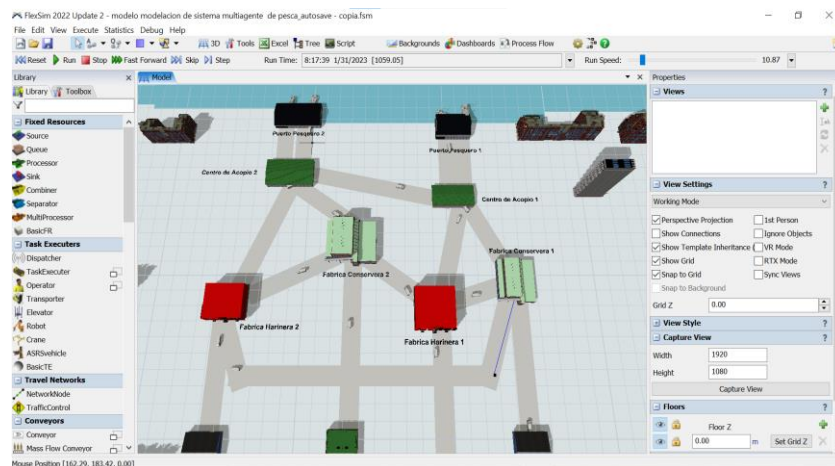 FlexSim 2022 Update 2 - modelo modelacion de sistema multiagente de pesca_autosave - copia.fsm
File Edit View Execute Statistics Debug Help
3D Tools Excel Tree Script Backgrounds Dashboards Process Flow
Reset Run Stop Fast Forward Skip Step Run Time: 8:17:39 1/31/2023 [1059.05] Run Speed: 10.87
Library
Library Toolbox
Fixed Resources
Source
Queue
Processor
Sink
Combiner
Separator
MultiProcessor
BasicFR
Task Executers
Dispatcher
TaskExecuter
Operator
Transporter
Elevator
Robot
Crane
ASRSvehicle
BasicTE
Travel Networks
NetworkNode
TrafficControl
Conveyors
Conveyor
Mass Flow Conveyor
Model
Puerto Pesquero 2
Puerto Pesquero 1
Centro de Acopio 2
Centro de Acopio 1
Fabrica Conservera 1
Fabrica Conservera 2
Fabrica Harinera 2
Fabrica Harinera 1
Properties
Views
View Settings
Working Mode
Perspective Projection 1st Person
Show Connections Ignore Objects
Show Template Inheritance VR Mode
Show Grid RTX Mode
Snap to Grid Sync Views
Snap to Background
Grid Z 0.00
View Style
Capture View
Width 1920
Height 1080
Capture View
Floors
Floor Z
0.00 m Set Grid Z
Mouse Position [162.29, 183.42, 0.00]